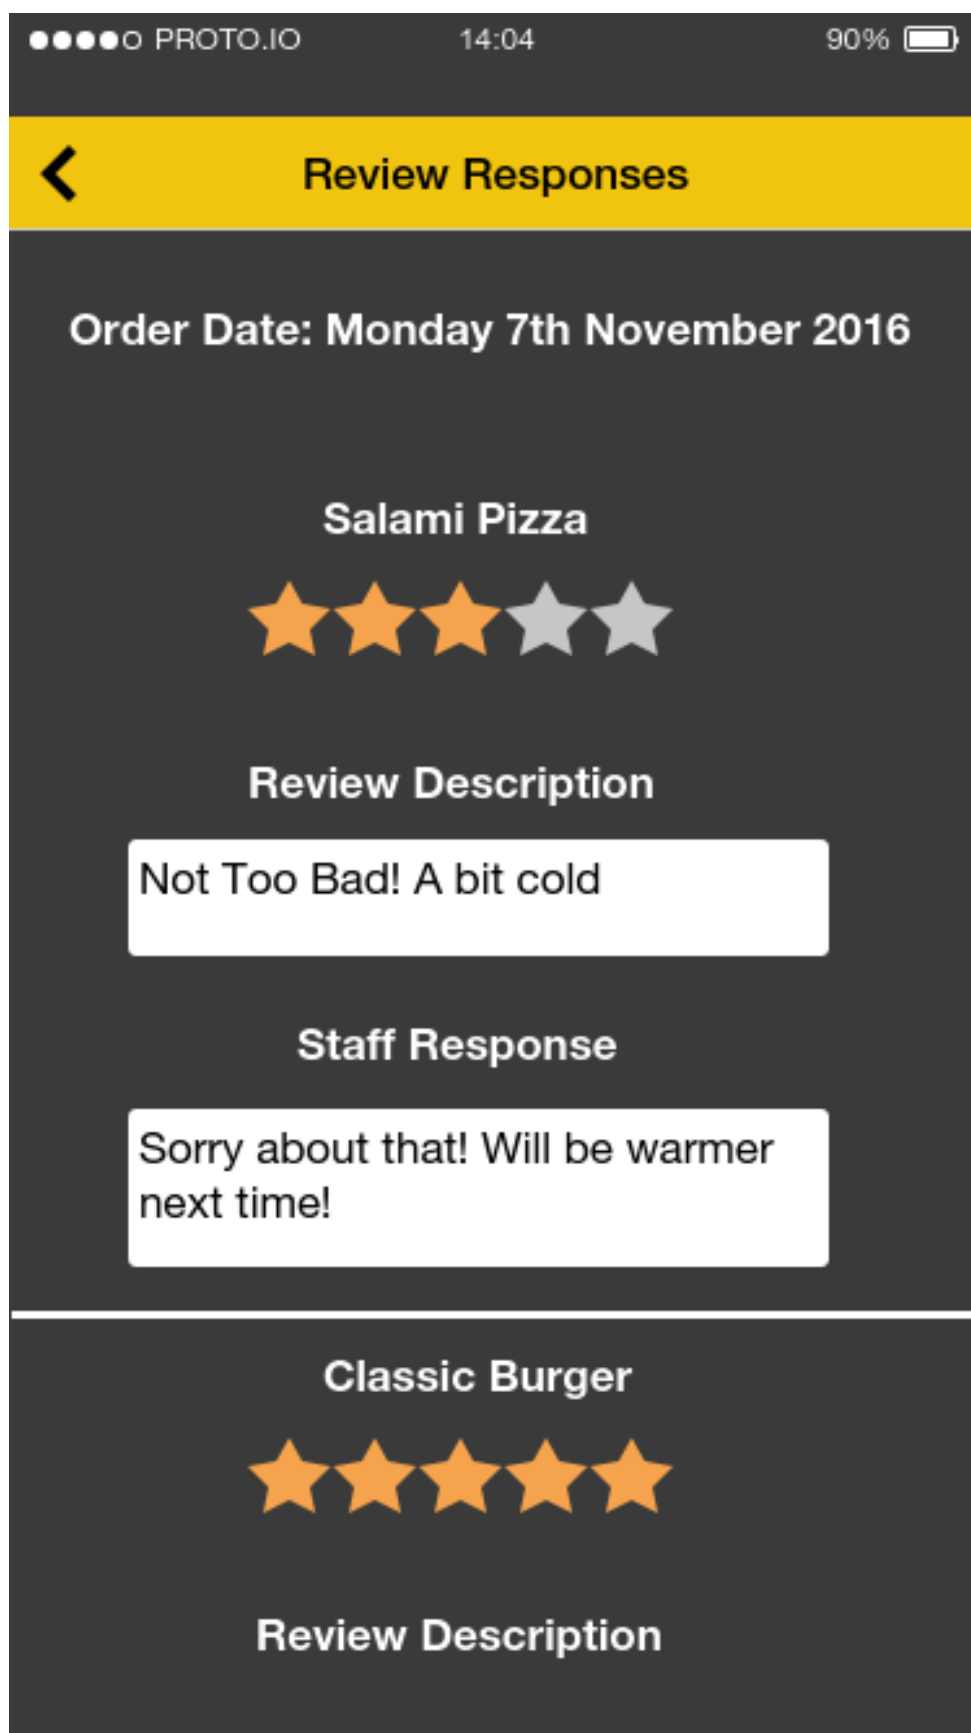 PROTO.IO 14:04 90%
Review Responses
Order Date: Monday 7th November 2016
Salami Pizza
Review Description
Not Too Bad! A bit cold
Staff Response
Sorry about that! Will be warmer
next time!
Classic Burger
Review Description